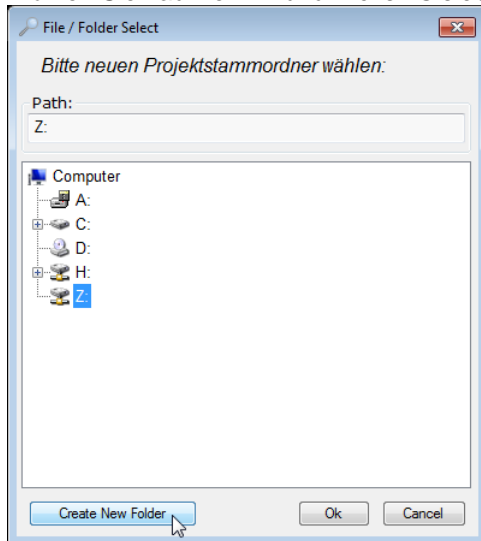 File / Folder Select
Bitte neuen Projektstammordner wählen:
Path:
Z:
Computer
A:
C:
D:
H:
Z:
Create New Folder
Ok
Cancel